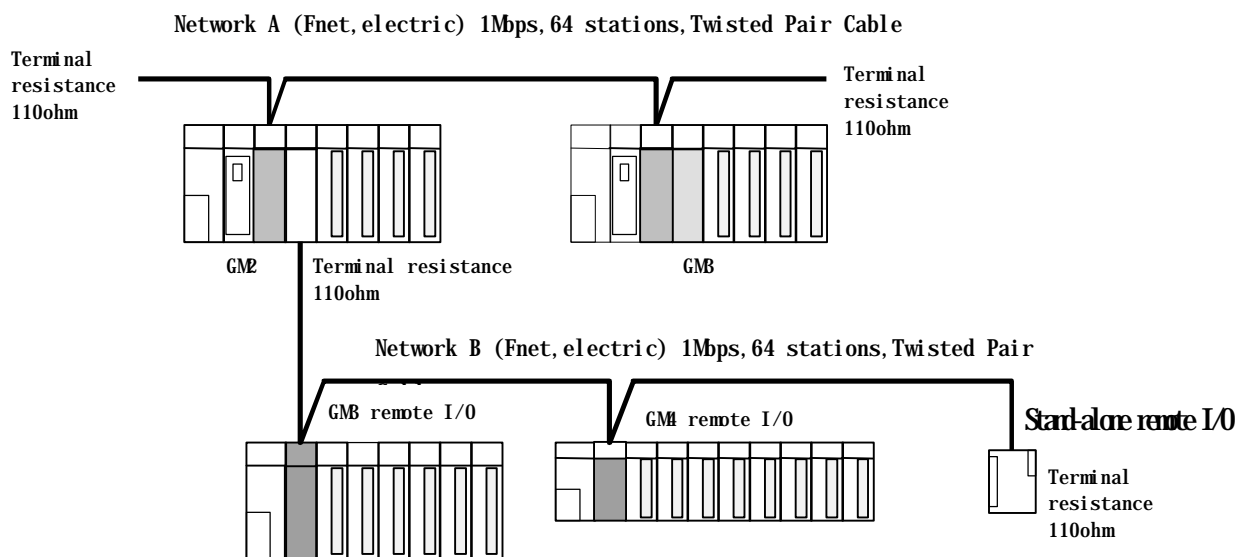 Network A (Fnet, electric) 1Mbps, 64 stations, Twisted Pair Cable
Terminal
resistance
110ohm
Terminal
resistance
110ohm
GM2
Terminal resistance
110ohm
GM3
Network B (Fnet, electric) 1Mbps, 64 stations, Twisted Pair
GM3 remote I/O
GM4 remote I/O
Stand-alone remote I/O
Terminal
resistance
110ohm